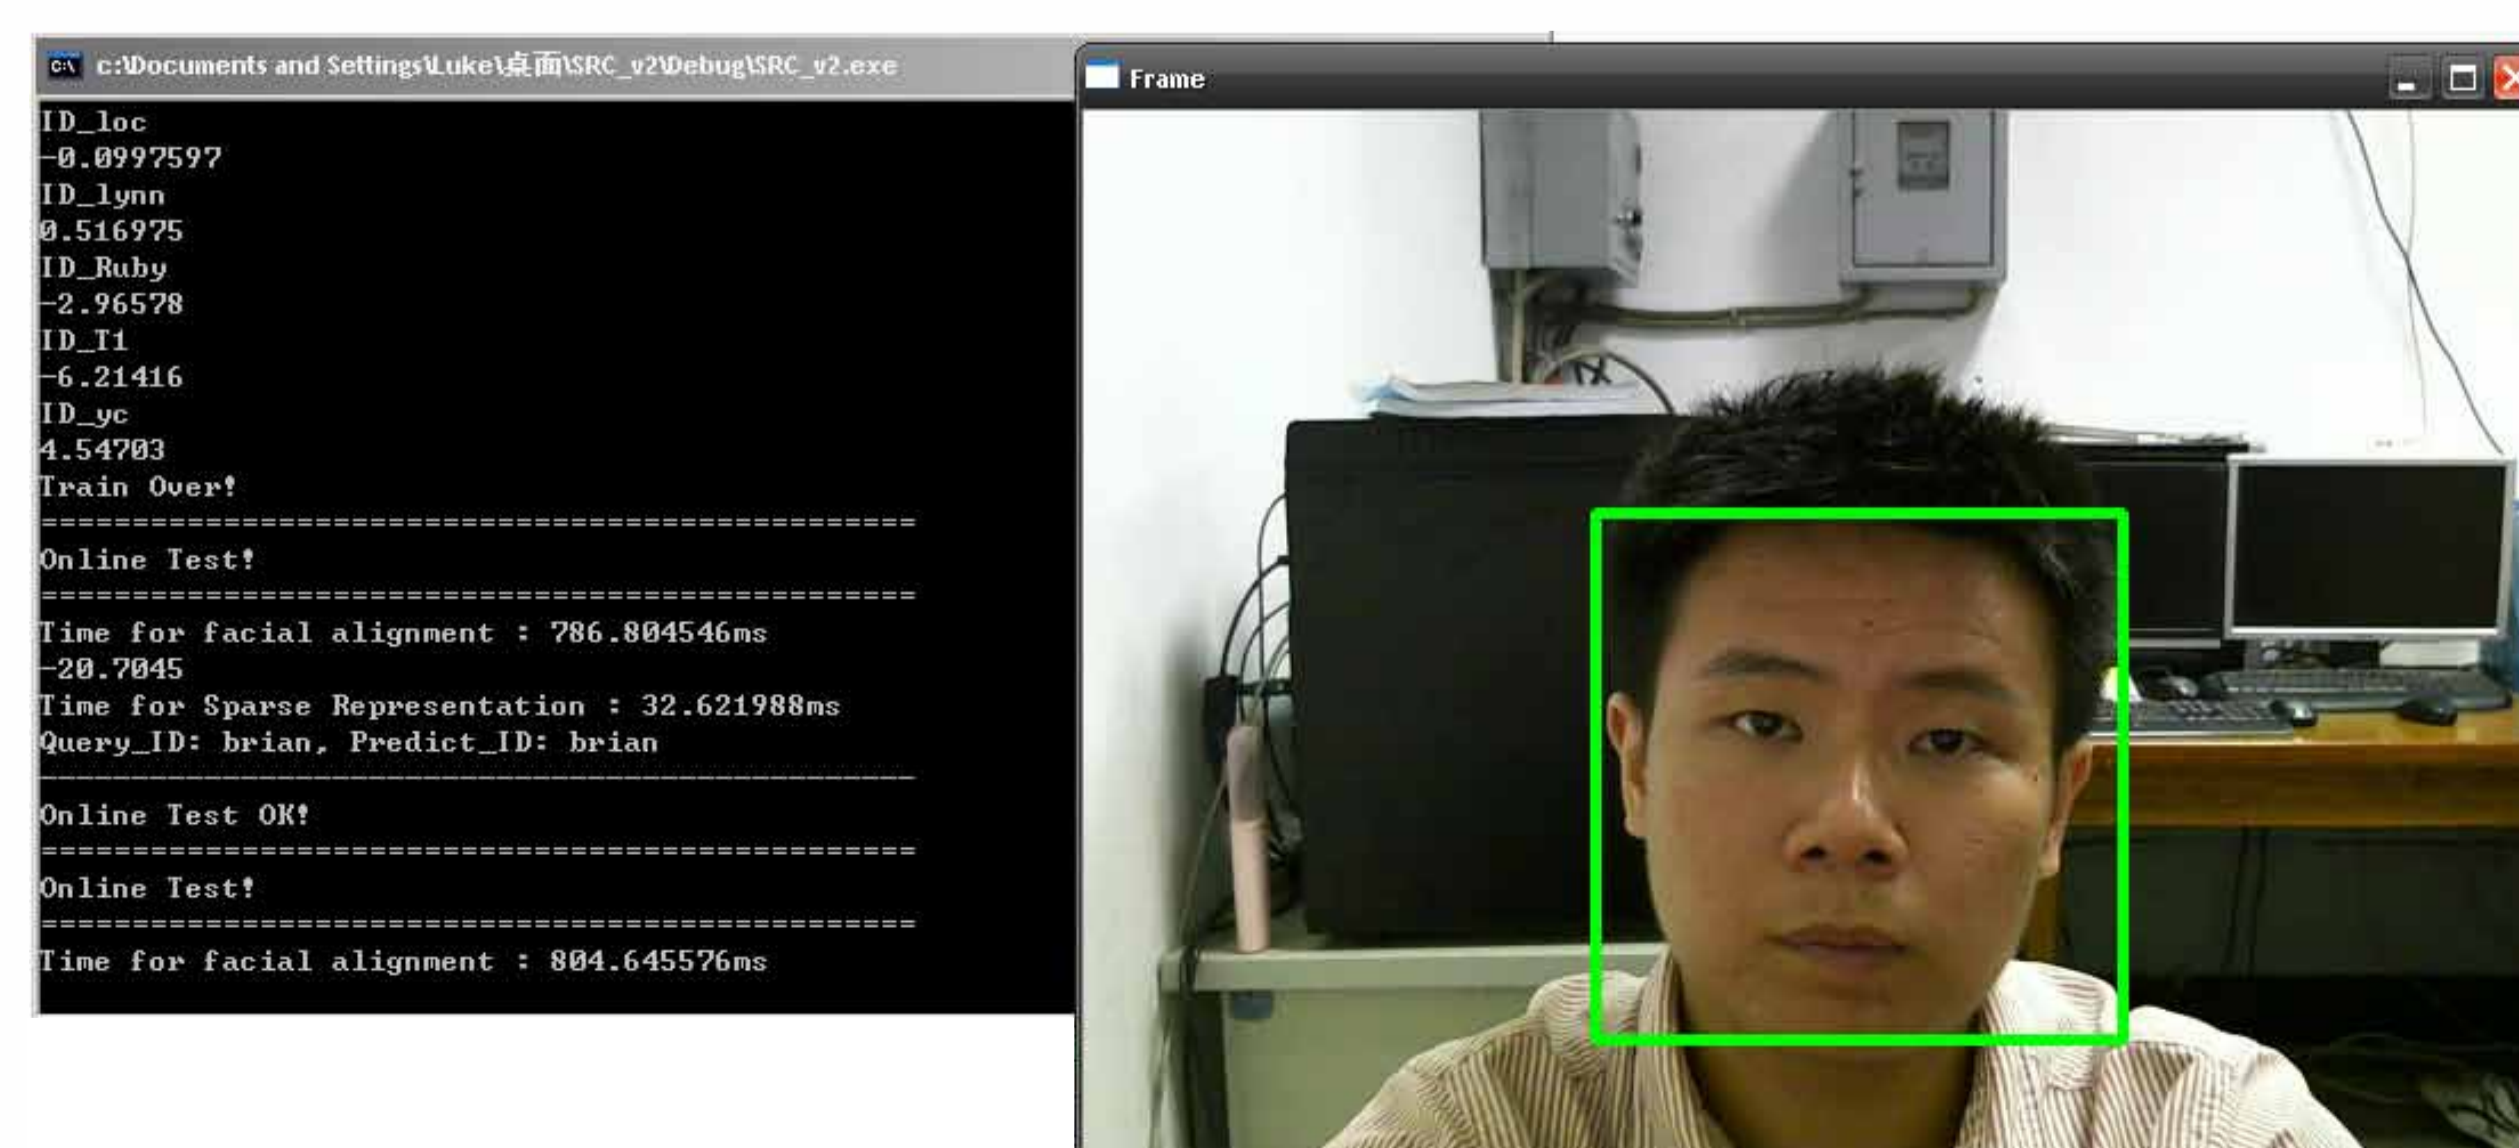 c:\Documents and Settings\Luke\桌面\SRC_v2\Debug\SRC_v2.exe
ID_loc
-0.0997597
ID_lynn
0.516975
ID_Ruby
-2.96578
ID_T1
-6.21416
ID_yc
4.54703
Train Over!
================================================
Online Test!
================================================
Time for facial alignment : 786.804546ms
-20.7045
Time for Sparse Representation : 32.621988ms
Query_ID: brian, Predict_ID: brian
------------------------------------------------
Online Test OK!
================================================
Online Test!
================================================
Time for facial alignment : 804.645576ms
Frame